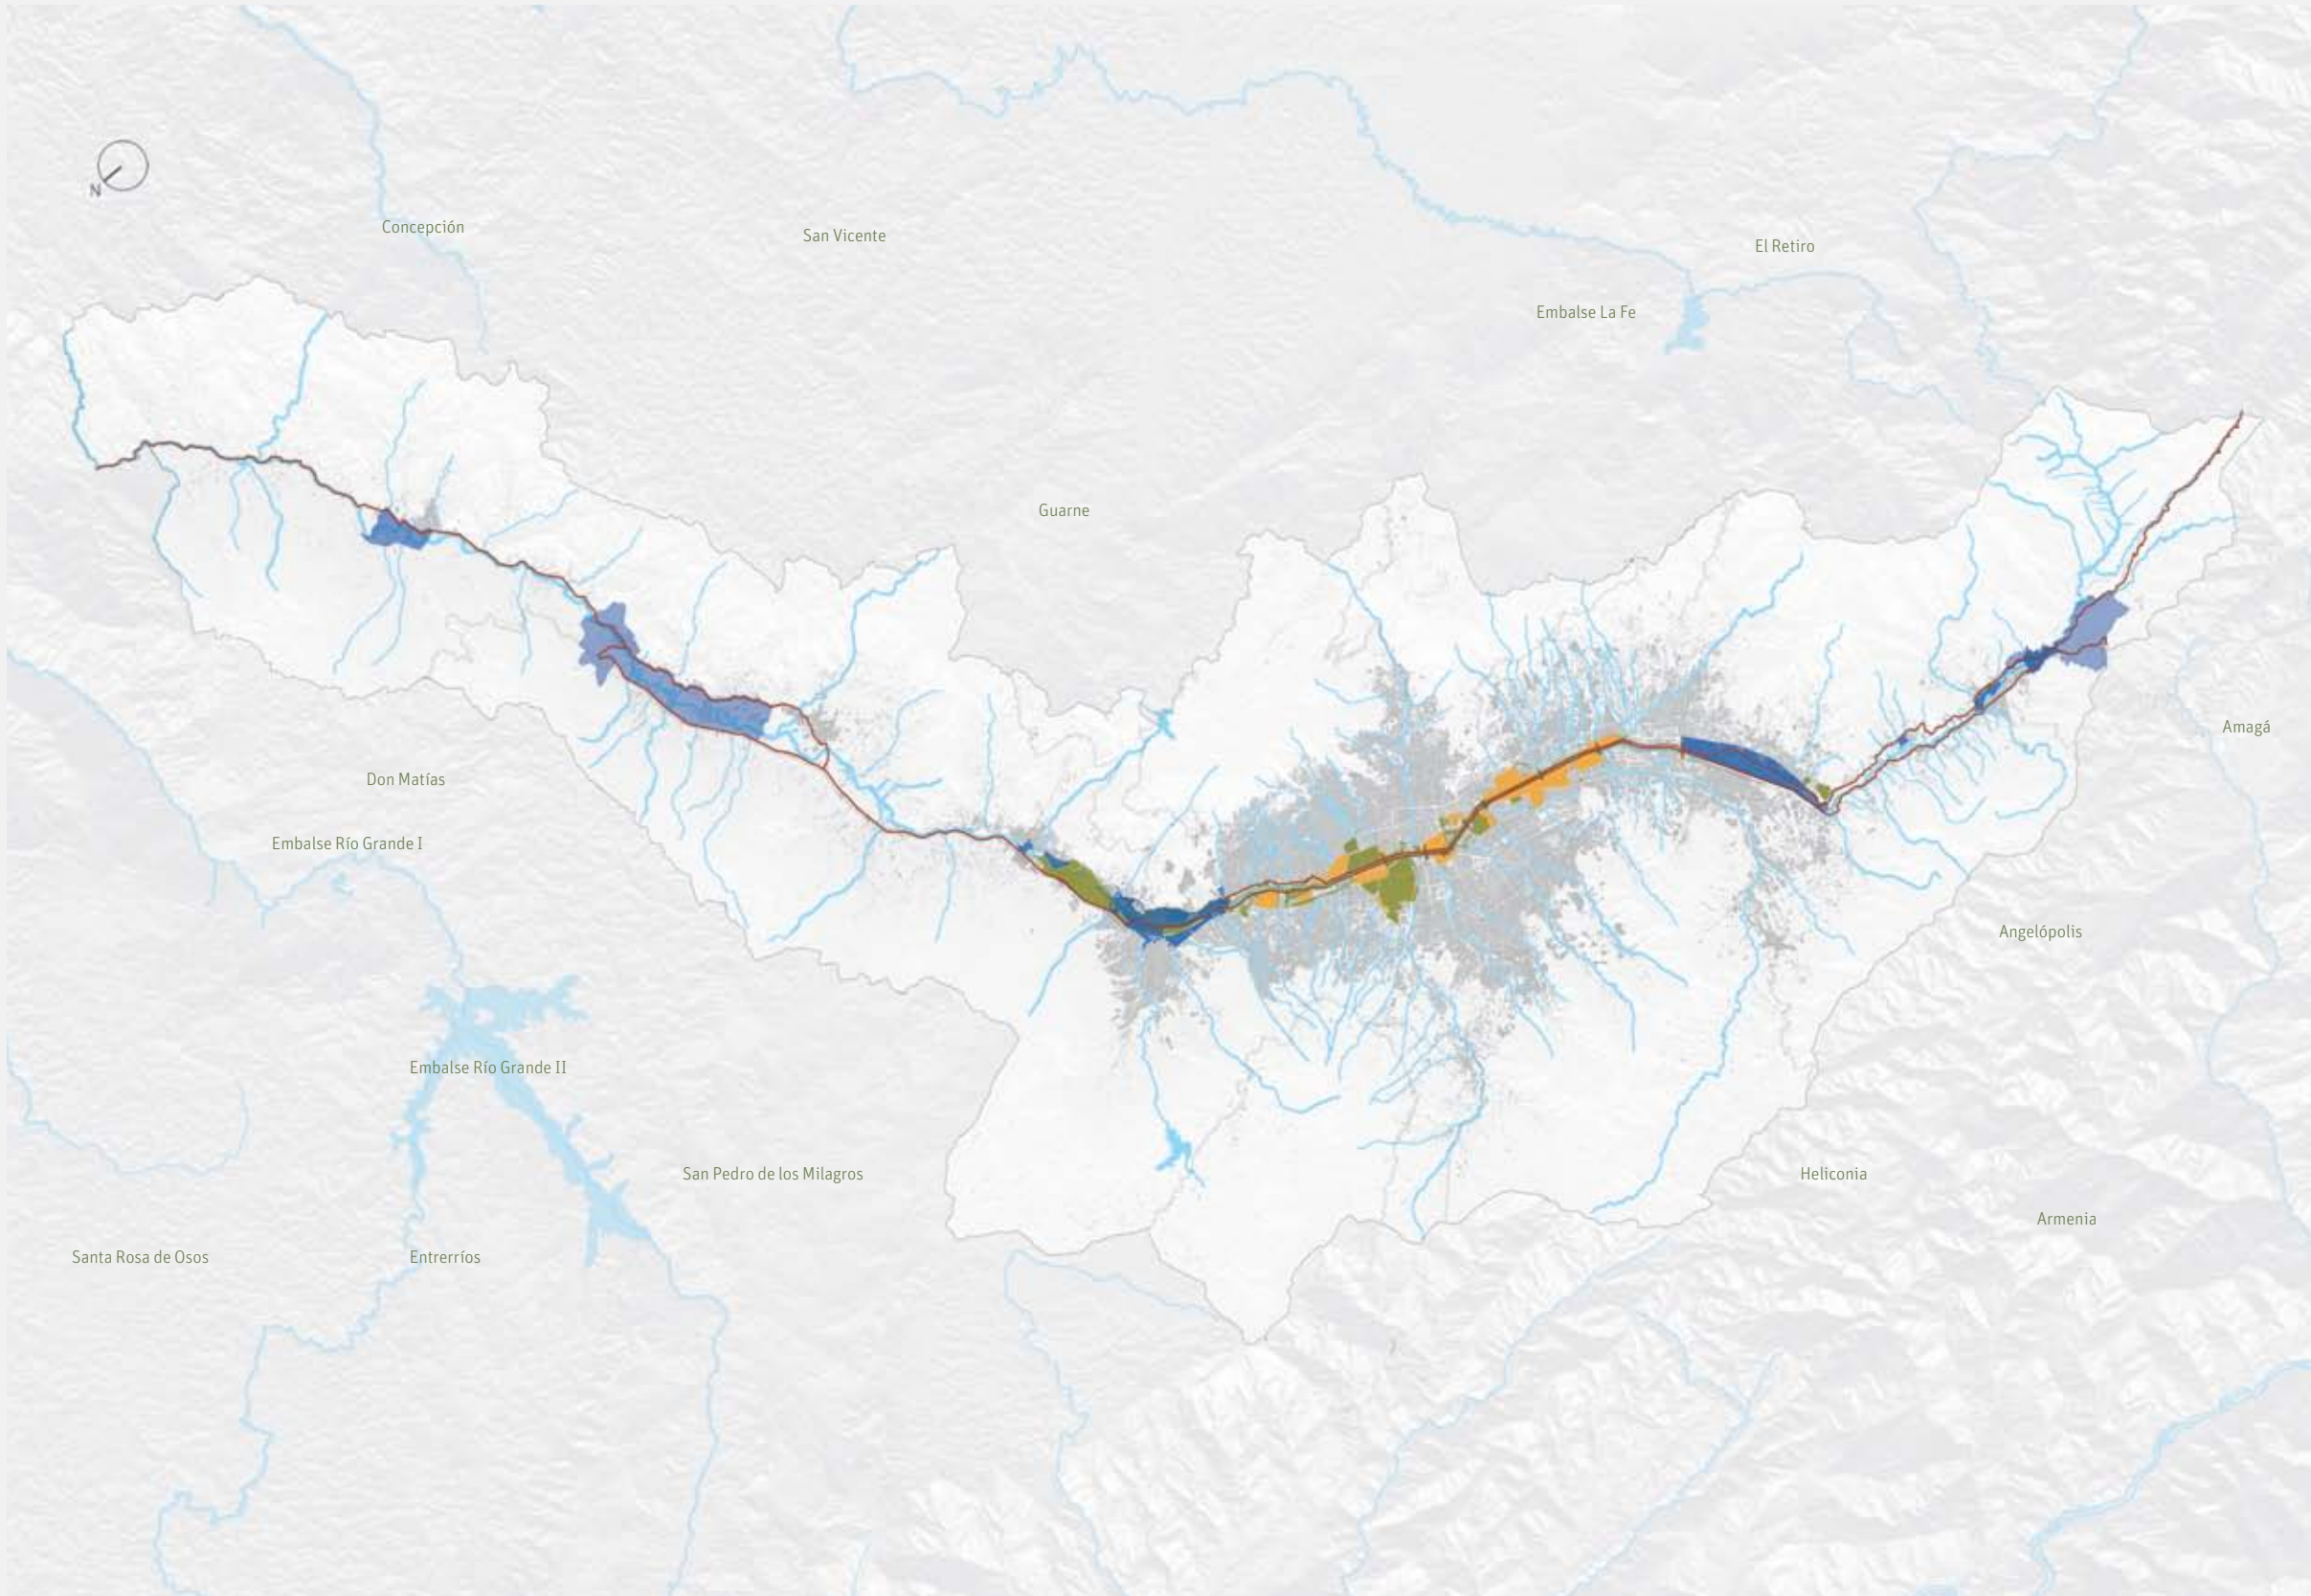 N
Concepción
San Vicente
El Retiro
Embalse La Fe
Guarne
Amagá
Don Matías
Embalse Río Grande I
Angelópolis
Embalse Río Grande II
San Pedro de los Milagros
Heliconia
Armenia
Santa Rosa de Osos
Entrerríos